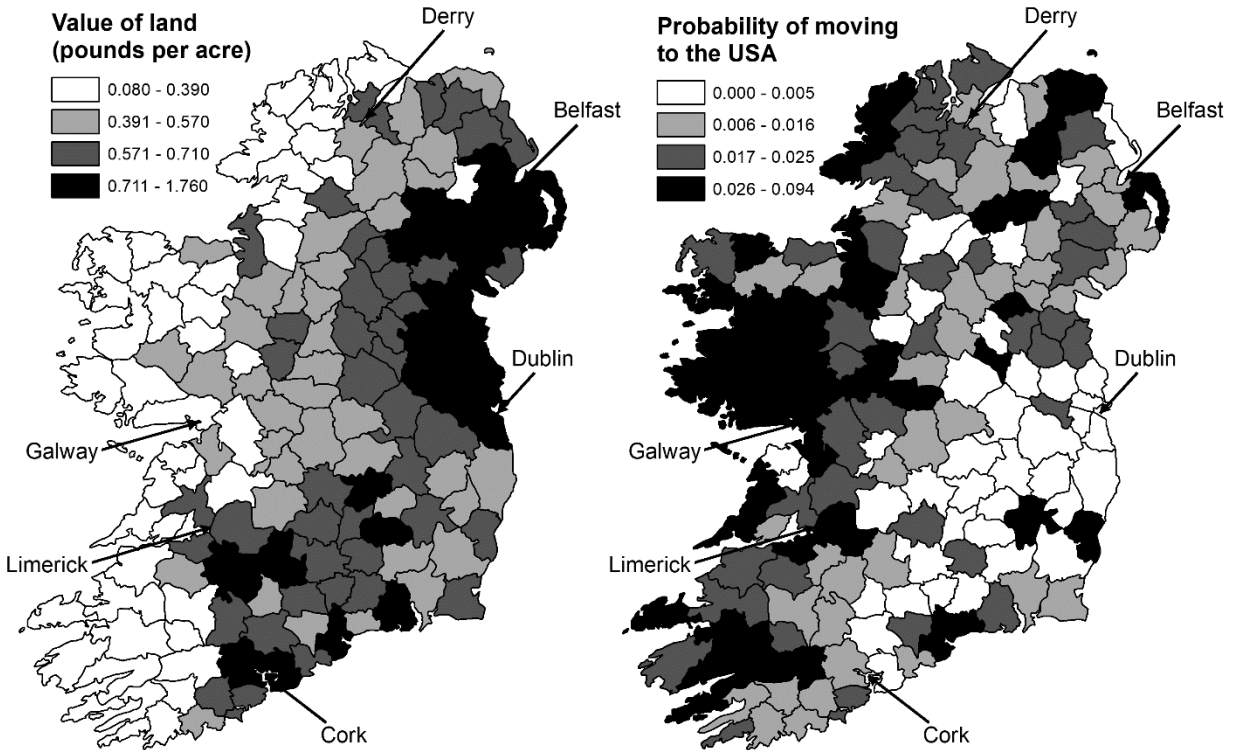 Value of land
(pounds per acre)
0.080 - 0.390
0.391 - 0.570
0.571 - 0.710
0.711 - 1.760
Derry
Belfast
Dublin
Galway
Limerick
Cork
Probability of moving
to the USA
0.000 - 0.005
0.006 - 0.016
0.017 - 0.025
0.026 - 0.094
Derry
Belfast
Dublin
Galway
Limerick
Cork